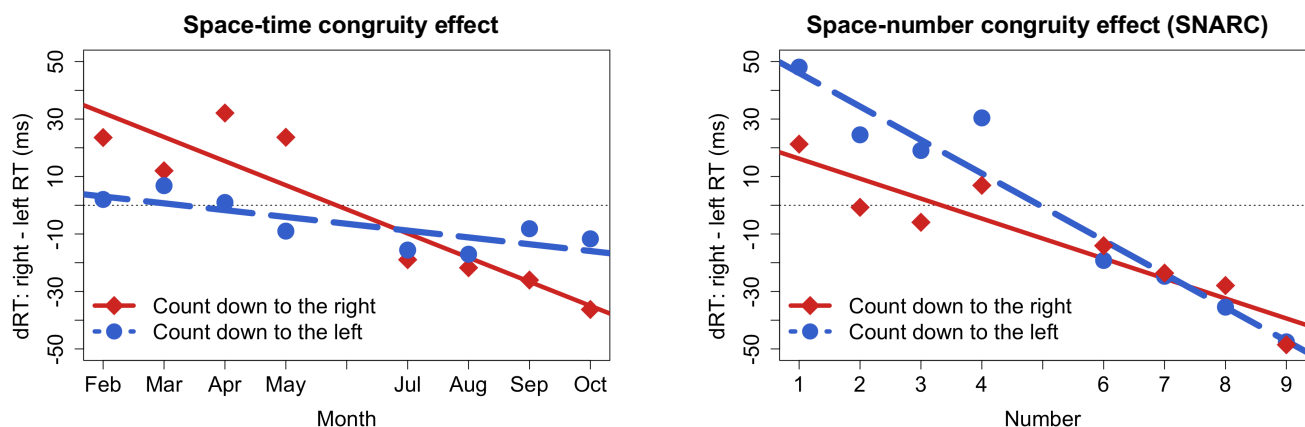 Space-time congruity effect
dRT: right - left RT (ms)
50
30
10
-10
-30
-50
Count down to the right
Count down to the left
Feb Mar Apr May Jul Aug Sep Oct
Month
Space-number congruity effect (SNARC)
dRT: right - left RT (ms)
50
30
10
-10
-30
-50
Count down to the right
Count down to the left
1 2 3 4 6 7 8 9
Number